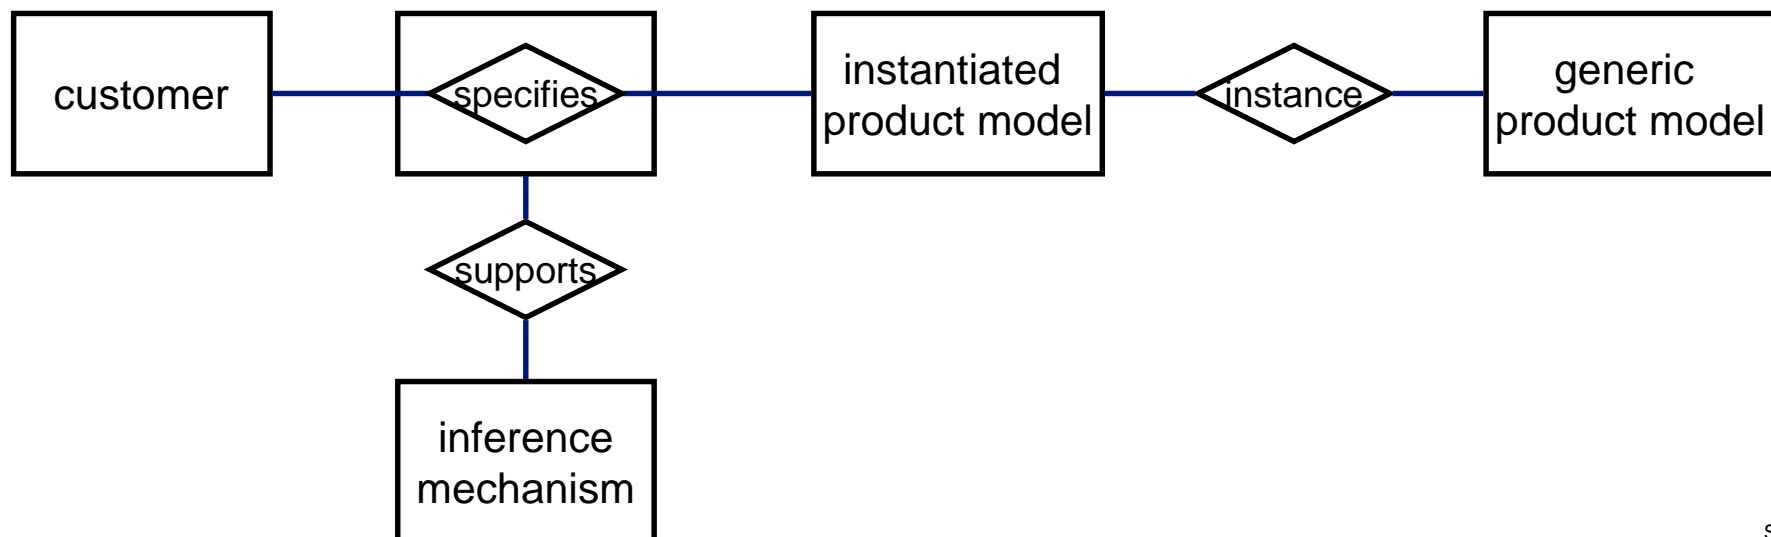 customer
specifies
instantiated
product model
instance
generic
product model
supports
inference
mechanism